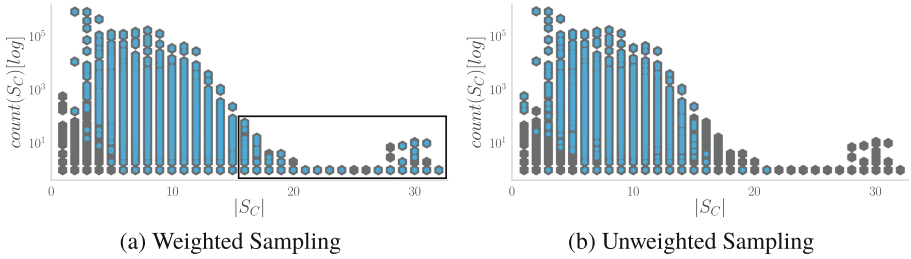 count(S_C)[log]
10^5
10^3
10^1
0
10
20
30
|S_C|
(a) Weighted Sampling
count(S_C)[log]
10^5
10^3
10^1
0
10
20
30
|S_C|
(b) Unweighted Sampling